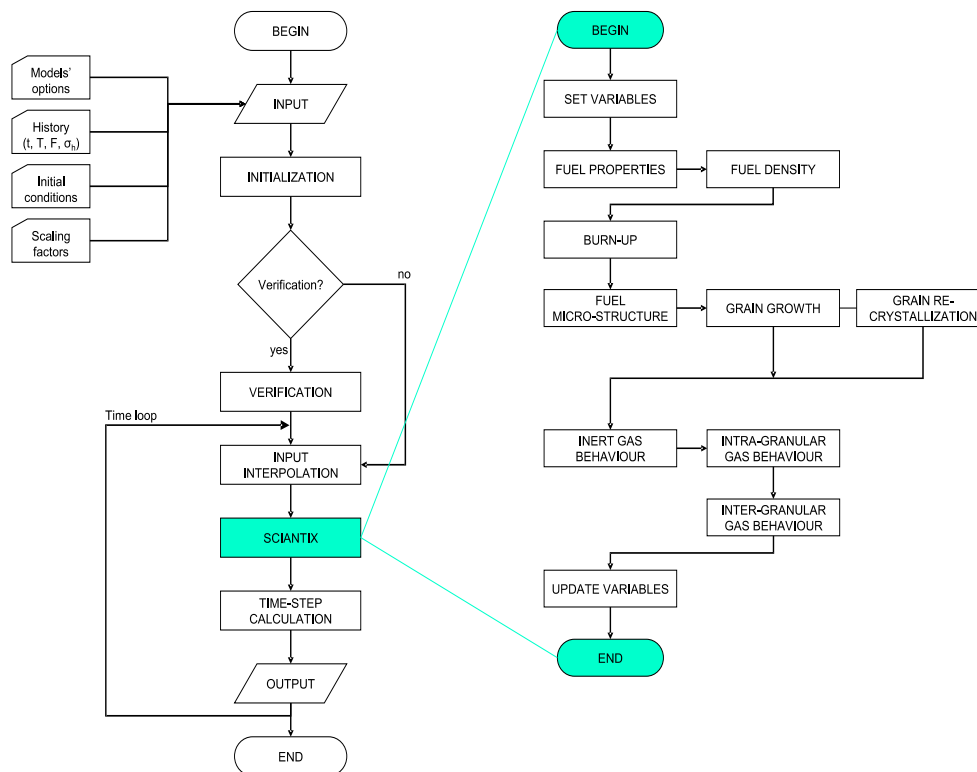 BEGIN
Models'
options
History
(t, T, F, σh)
Initial
conditions
Scaling
factors
INPUT
INITIALIZATION
Verification?
no
yes
VERIFICATION
Time loop
INPUT
INTERPOLATION
SCIANTIX
TIME-STEP
CALCULATION
OUTPUT
END
BEGIN
SET VARIABLES
FUEL PROPERTIES
FUEL DENSITY
BURN-UP
FUEL
MICRO-STRUCTURE
GRAIN GROWTH
GRAIN RE-
CRYSTALLIZATION
INERT GAS
BEHAVIOUR
INTRA-GRANULAR
GAS BEHAVIOUR
INTER-GRANULAR
GAS BEHAVIOUR
UPDATE VARIABLES
END